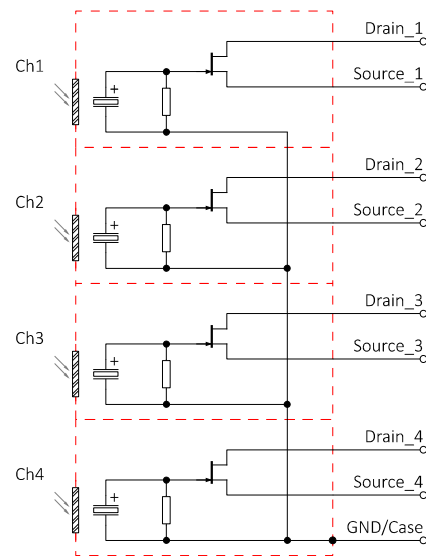 Drain_1
Ch1
Source_1
+
Drain_2
Ch2
Source_2
+
Drain_3
Ch3
Source_3
+
Drain_4
Ch4
Source_4
+
GND/Case